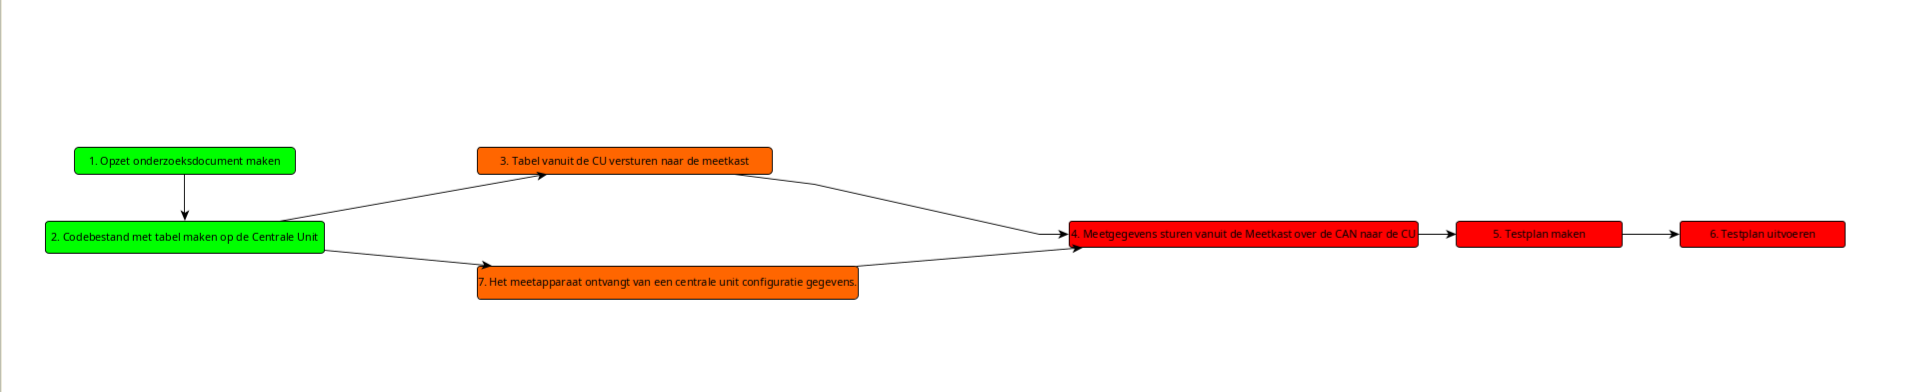 1. Opzet onderzoeksdocument maken
3. Tabel vanuit de CU versturen naar de meetkast
2. Codebestand met tabel maken op de Centrale Unit
4. Meetgegevens sturen vanuit de Meetkast over de CAN naar de CU
5. Testplan maken
6. Testplan uitvoeren
7. Het meetapparaat ontvangt van een centrale unit configuratie gegevens.